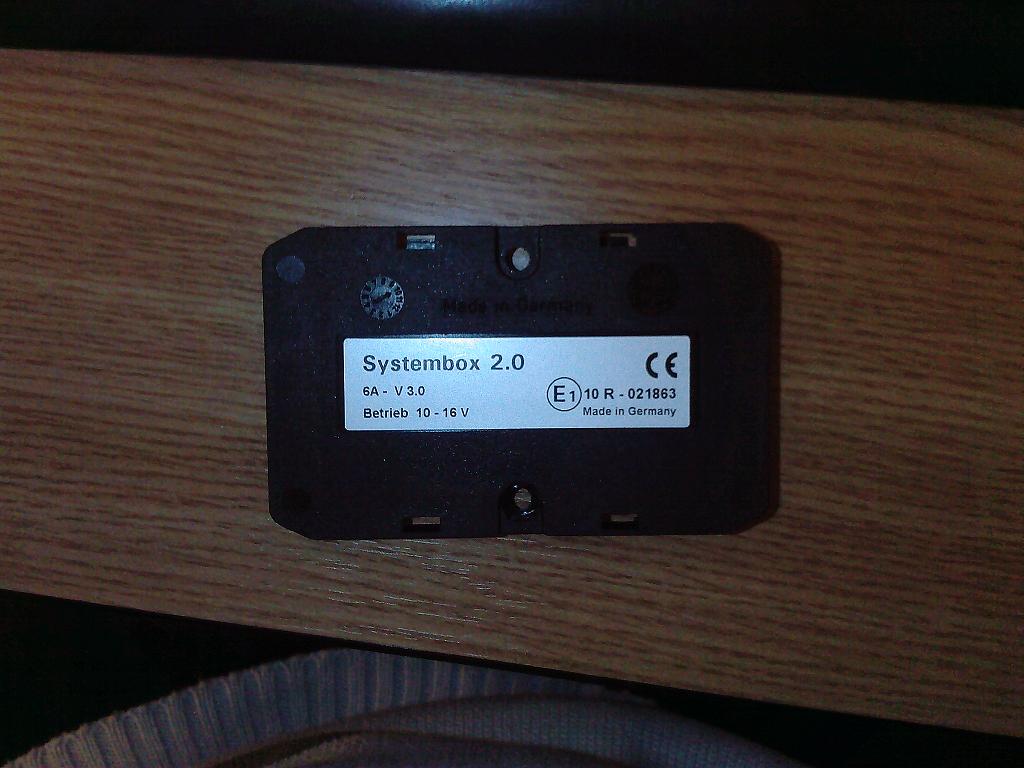 Made in Germany
Systembox 2.0
CE
6A - V 3.0
E1 10 R - 021863
Betrieb 10 - 16 V
Made in Germany